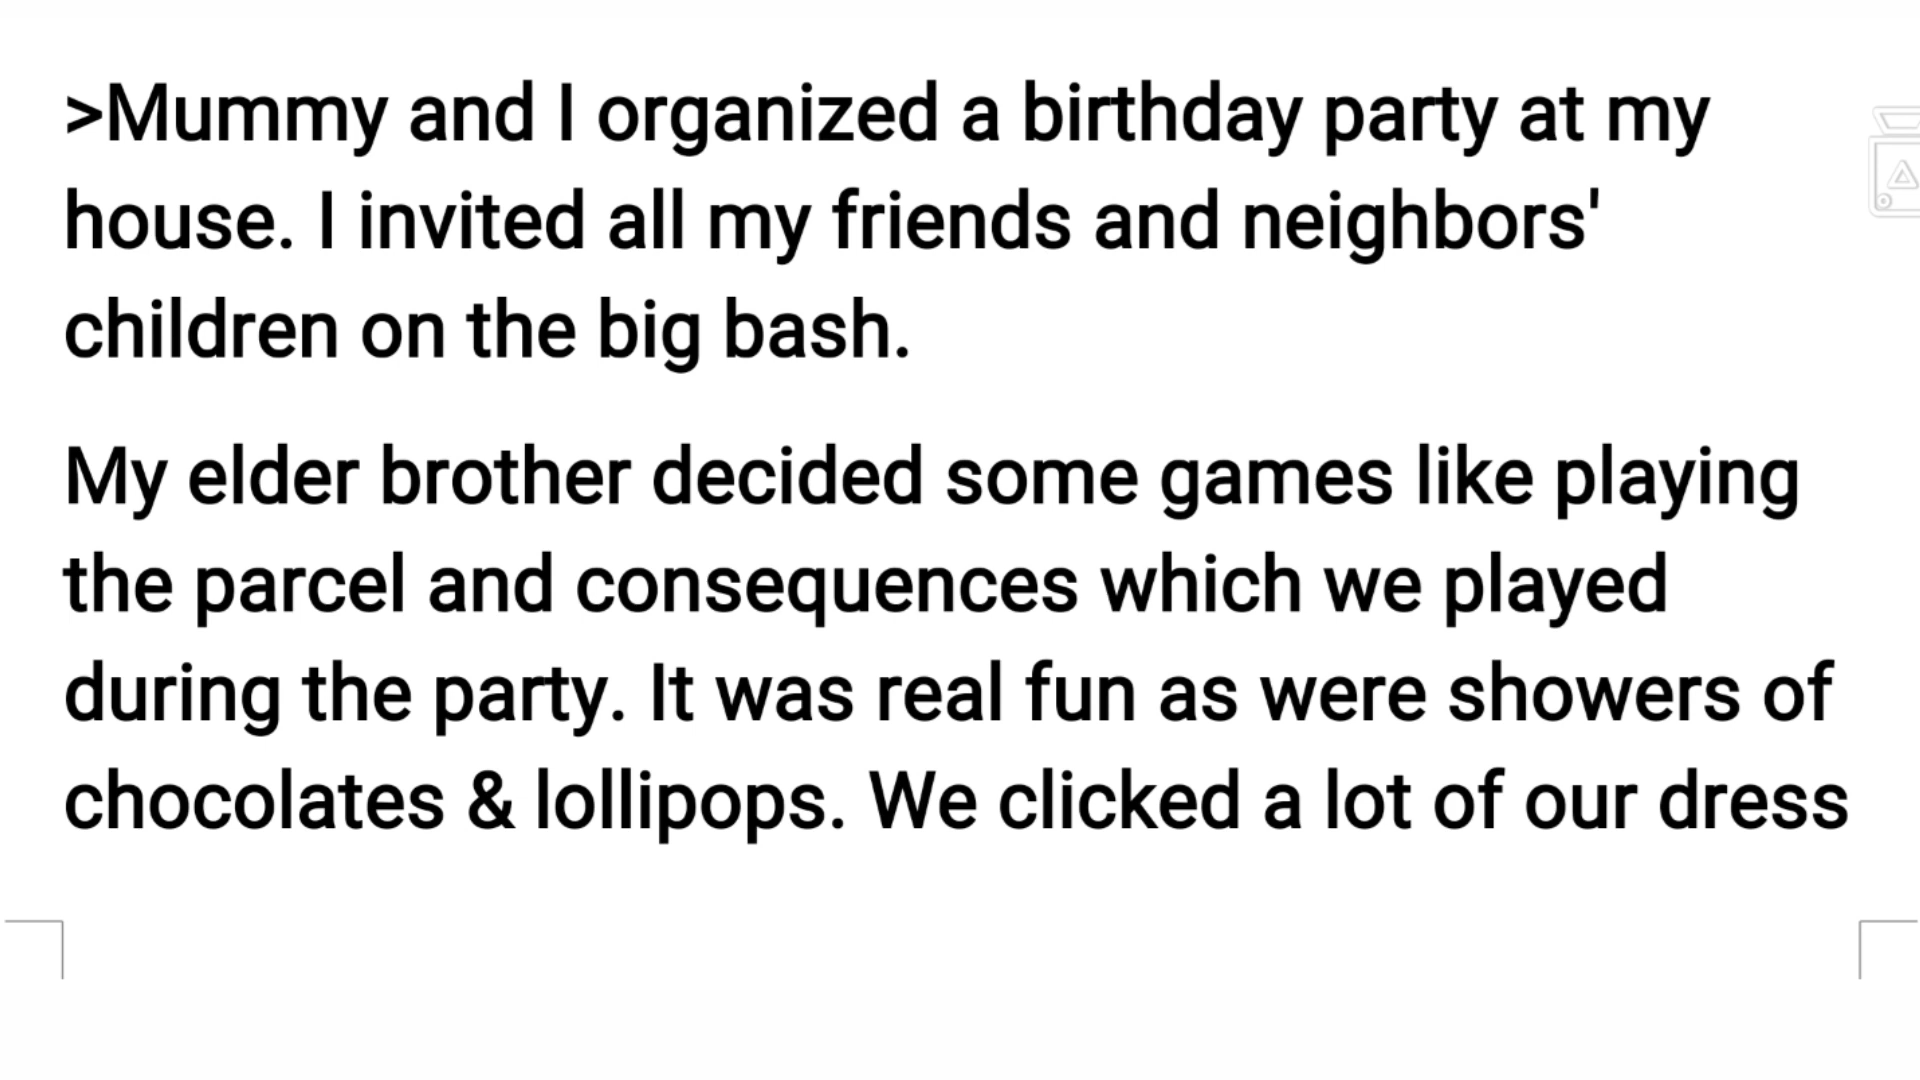 >Mummy and I organized a birthday party at my
house. I invited all my friends and neighbors'
children on the big bash.
My elder brother decided some games like playing
the parcel and consequences which we played
during the party. It was real fun as were showers of
chocolates & lollipops. We clicked a lot of our dress